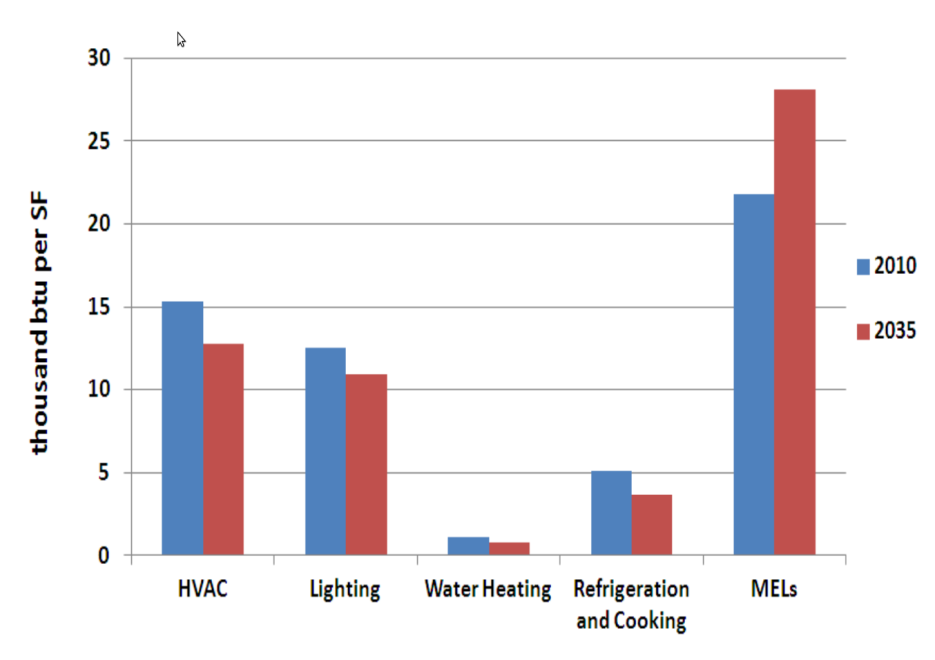 30
25
20
15
10
5
0
thousand btu per SF
HVAC
Lighting
Water Heating
Refrigeration
and Cooking
MELs
2010
2035